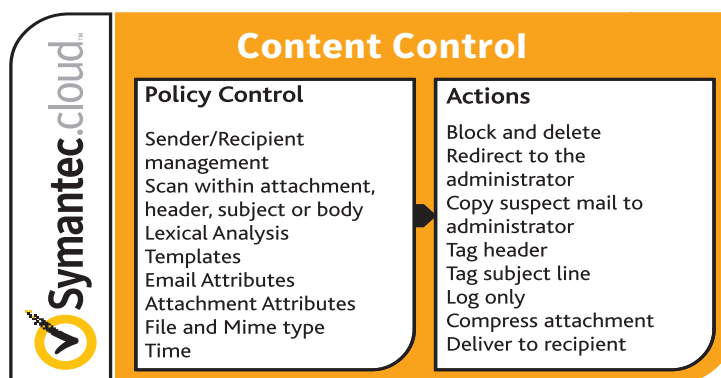 Symantec.cloud™
Content Control
Policy Control
Sender/Recipient
management
Scan within attachment,
header, subject or body
Lexical Analysis
Templates
Email Attributes
Attachment Attributes
File and Mime type
Time
Actions
Block and delete
Redirect to the
administrator
Copy suspect mail to
administrator
Tag header
Tag subject line
Log only
Compress attachment
Deliver to recipient